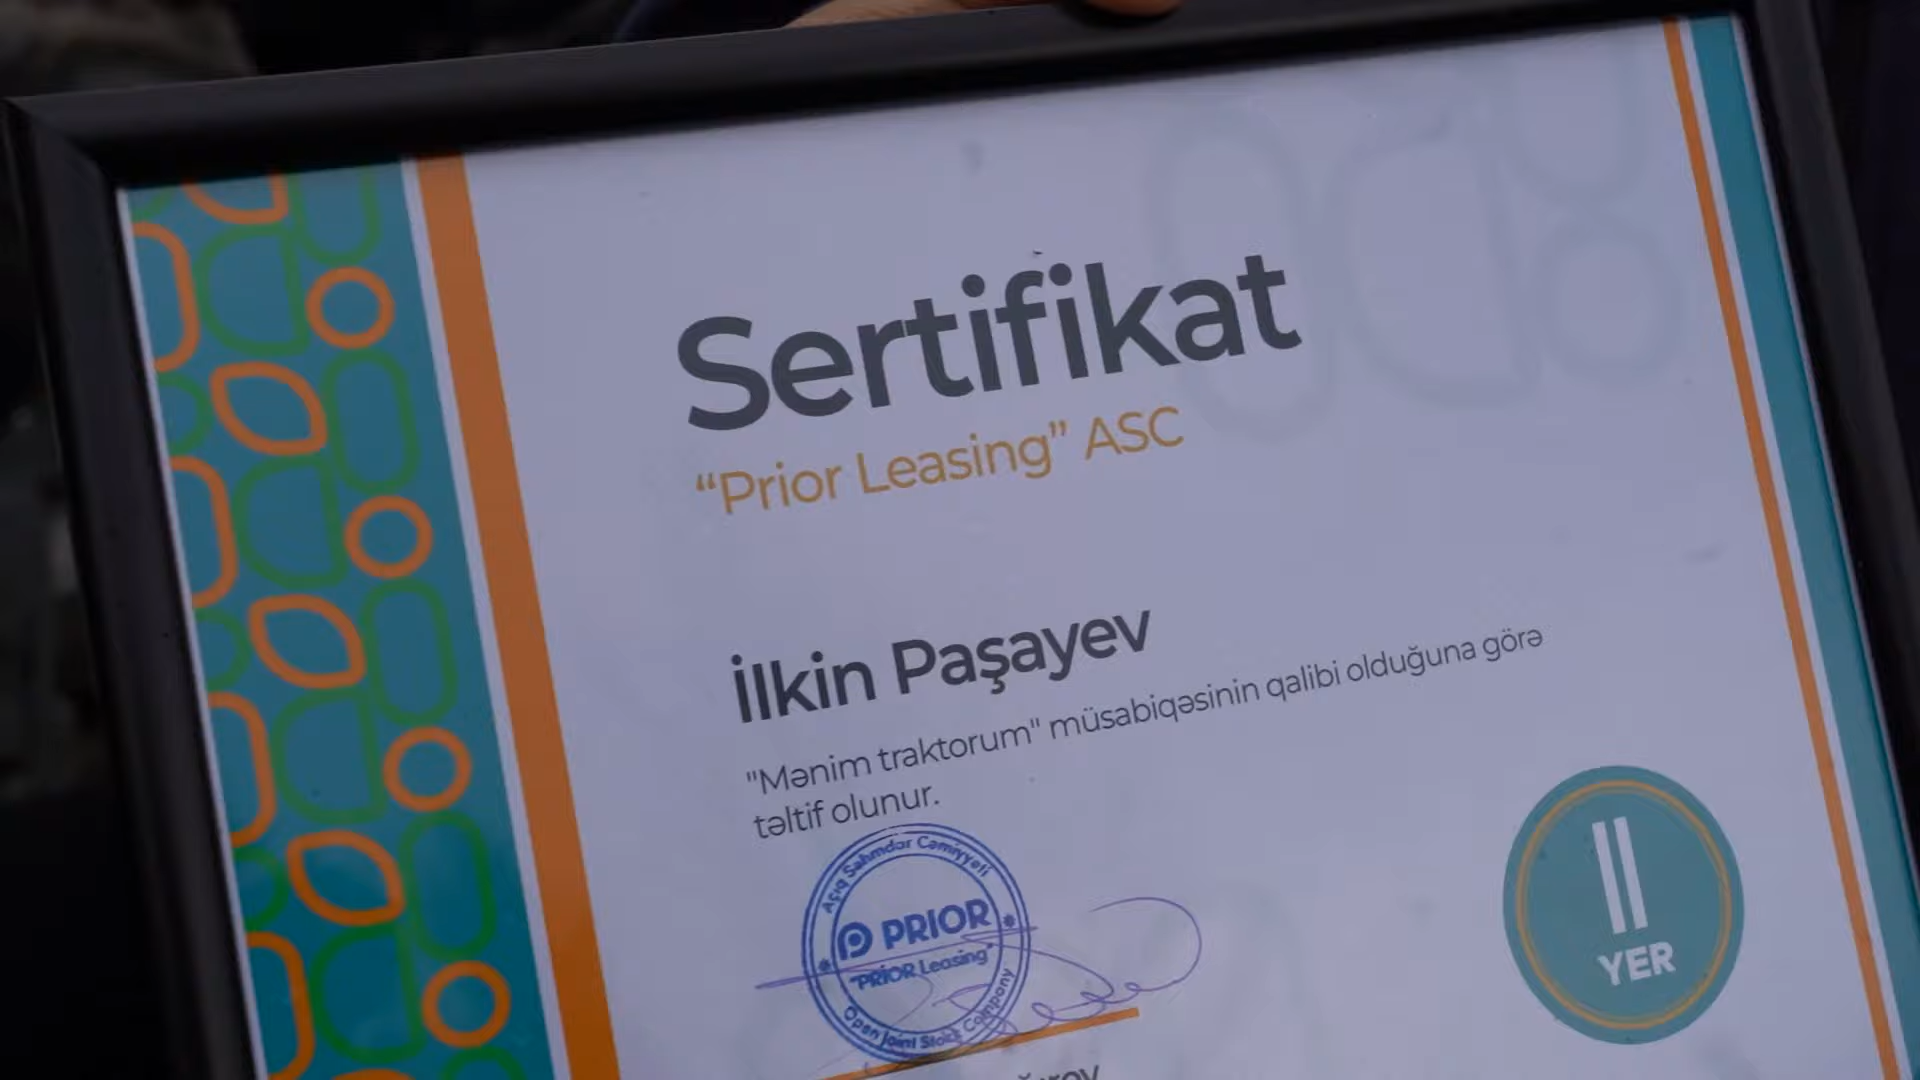 Sertifikat
“Prior Leasing” ASC
İlkin Paşayev
"Mənim traktorum" müsabiqəsinin qalibi olduğuna görə
təltif olunur.
Açıq Səhmdar Cəmiyyəti
PRIOR
"PRIOR Leasing"
Open Joint Stock Company
II
YER